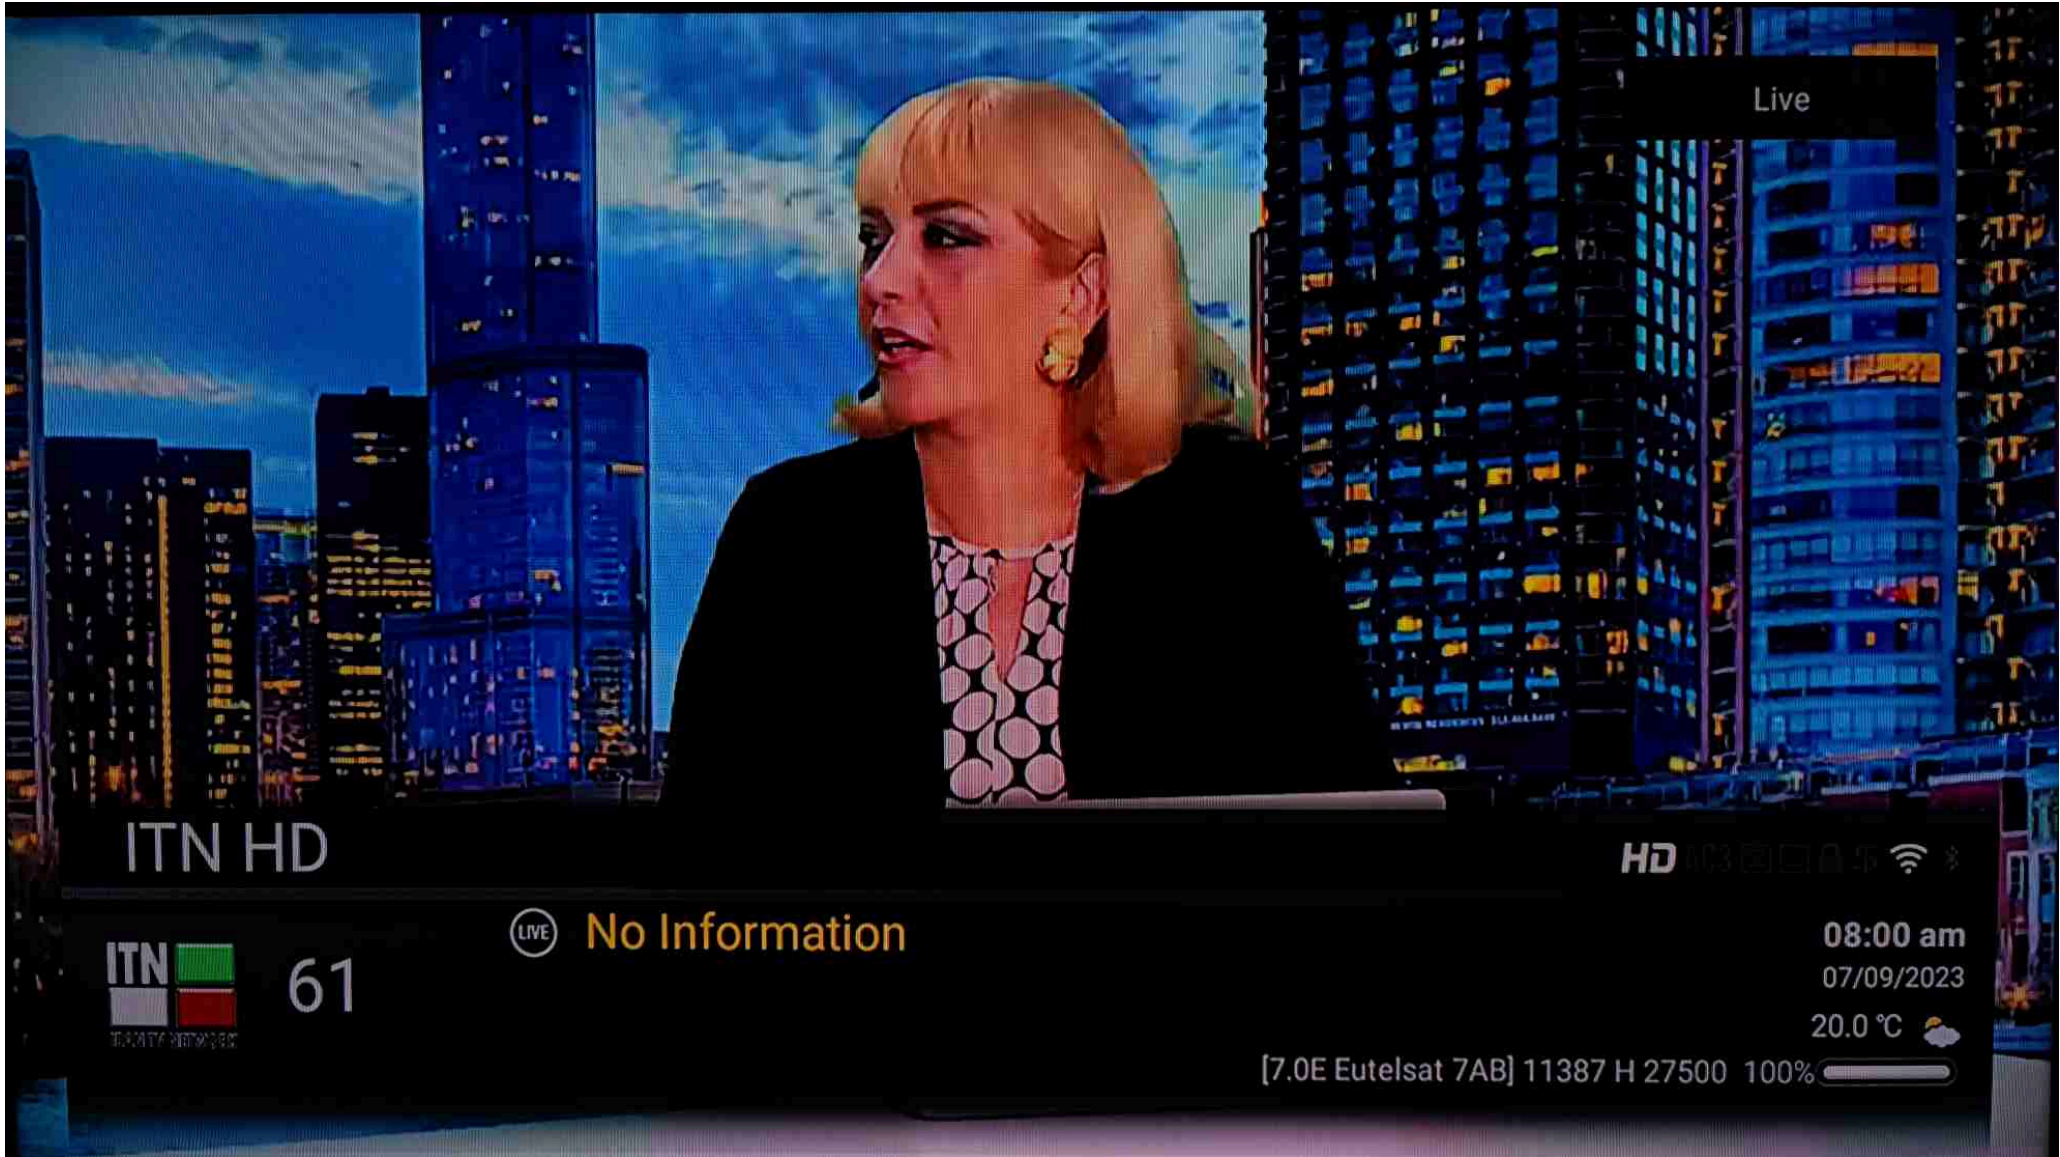 Live
ITN HD
HD
LIVE No Information
08:00 am
ITN
61
07/09/2023
20.0 °C
[7.0E Eutelsat 7AB] 11387 H 27500 100%